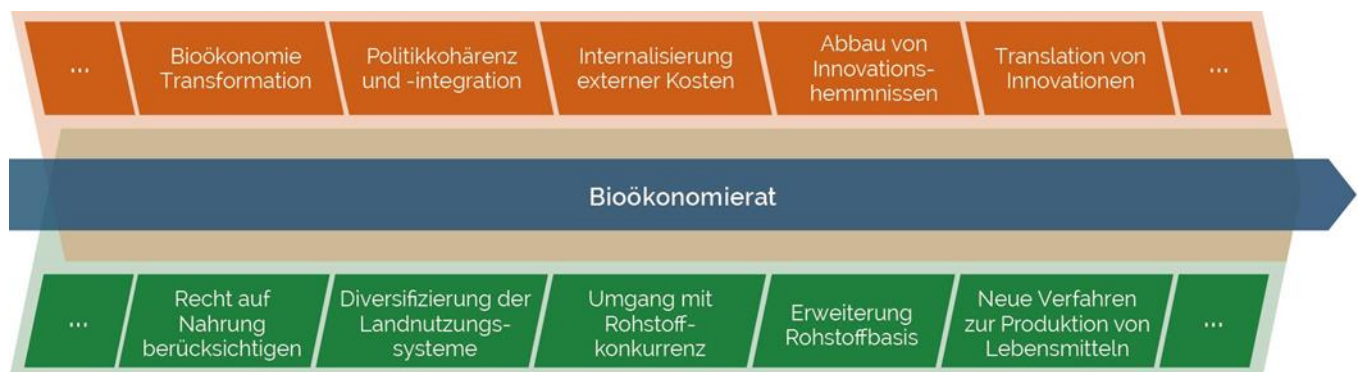 ...
Bioökonomie
Transformation
Politikkohärenz
und -integration
Internalisierung
externer Kosten
Abbau von
Innovations-
hemmnissen
Translation von
Innovationen
...
Bioökonomierat
...
Recht auf
Nahrung
berücksichtigen
Diversifizierung der
Landnutzungs-
systeme
Umgang mit
Rohstoff-
konkurrenz
Erweiterung
Rohstoffbasis
Neue Verfahren
zur Produktion von
Lebensmitteln
...